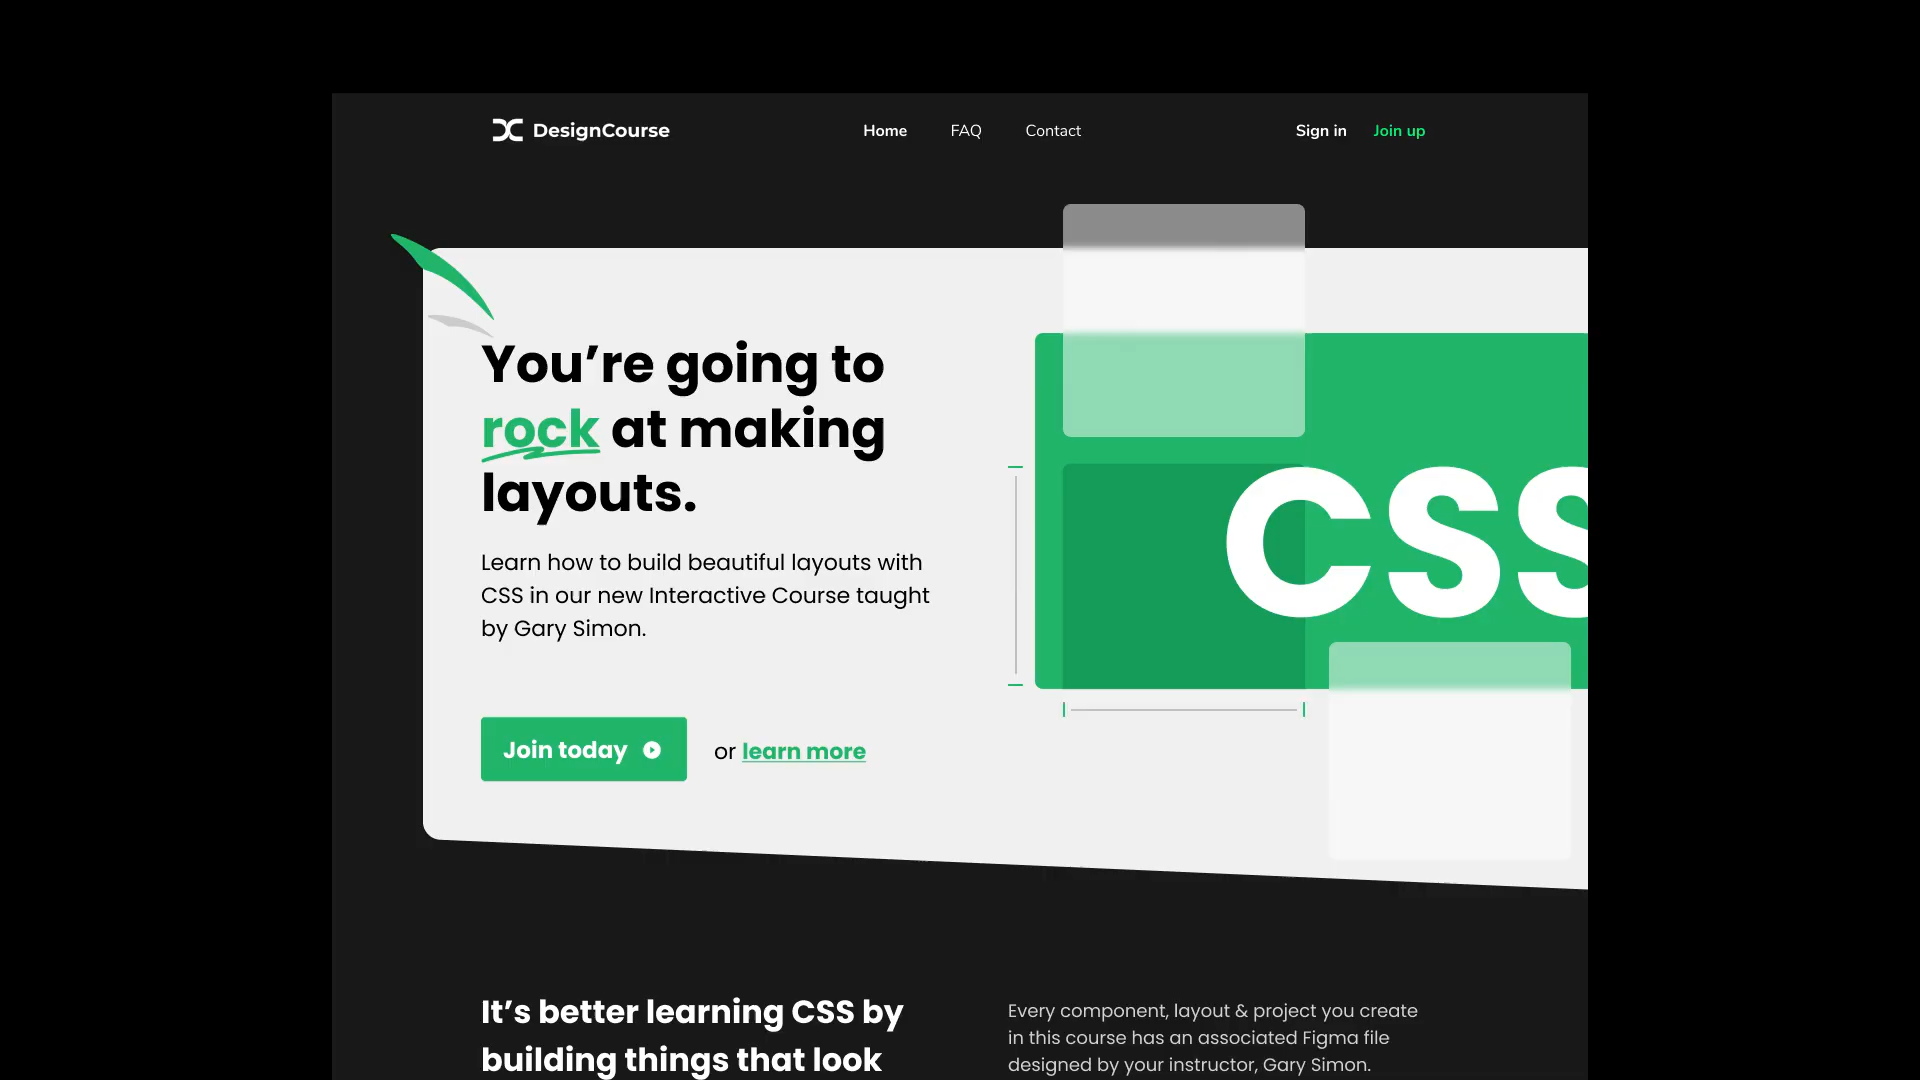 DesignCourse
Home
FAQ
Contact
Sign in
Join up
You’re going to
rock at making
layouts.
Learn how to build beautiful layouts with
CSS in our new Interactive Course taught
by Gary Simon.
Join today
or learn more
CSS
It’s better learning CSS by
building things that look
Every component, layout & project you create
in this course has an associated Figma file
designed by your instructor, Gary Simon.